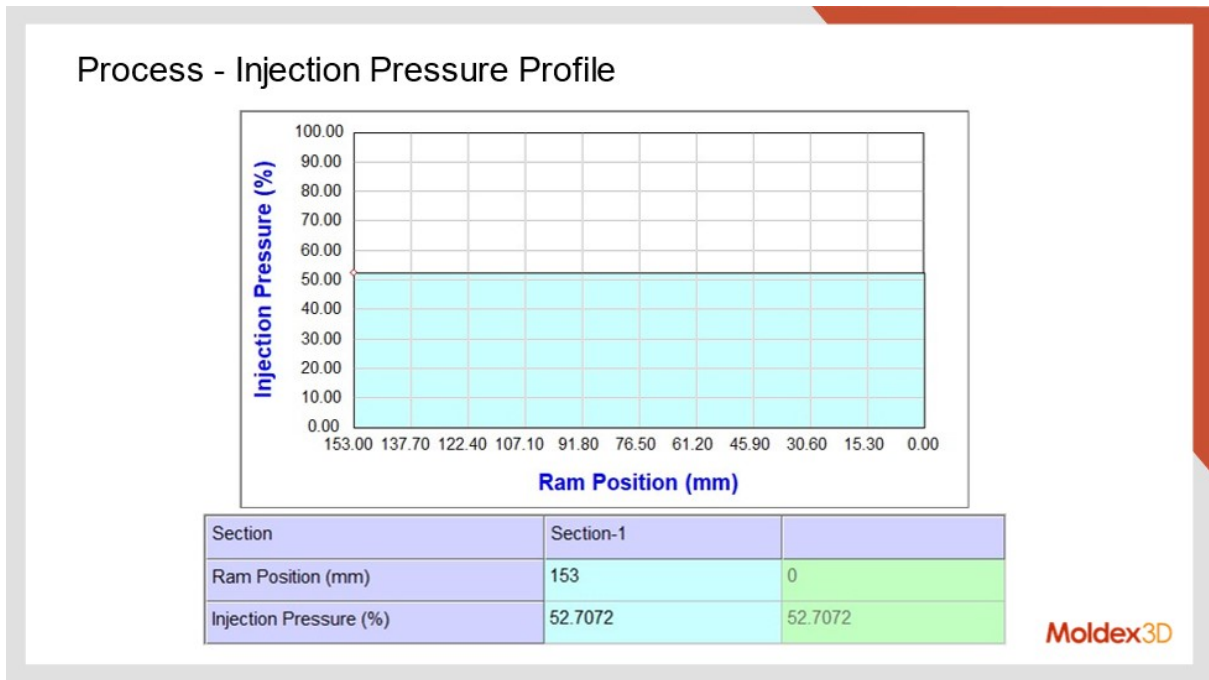 Process - Injection Pressure Profile
Injection Pressure (%)
100.00
90.00
80.00
70.00
60.00
50.00
40.00
30.00
20.00
10.00
0.00
153.00 137.70 122.40 107.10 91.80 76.50 61.20 45.90 30.60 15.30 0.00
Ram Position (mm)
Section Section-1
Ram Position (mm) 153 0
Injection Pressure (%) 52.7072 52.7072
Moldex3D